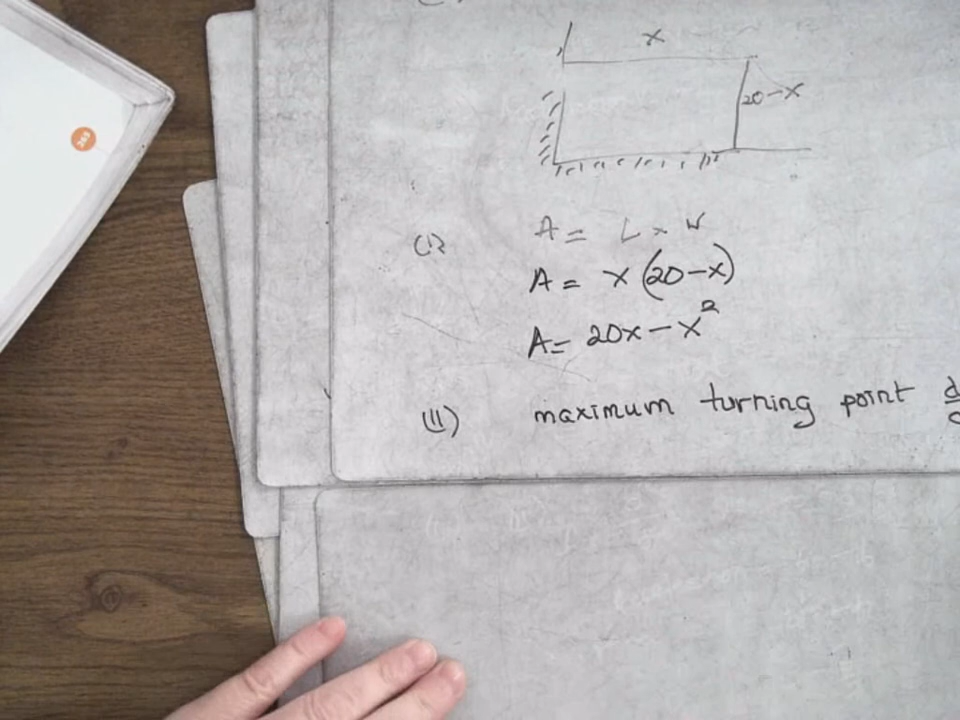 x
20-x
(i) A = L × W
A = x(20-x)
A = 20x - x²
(ii) maximum turning point d